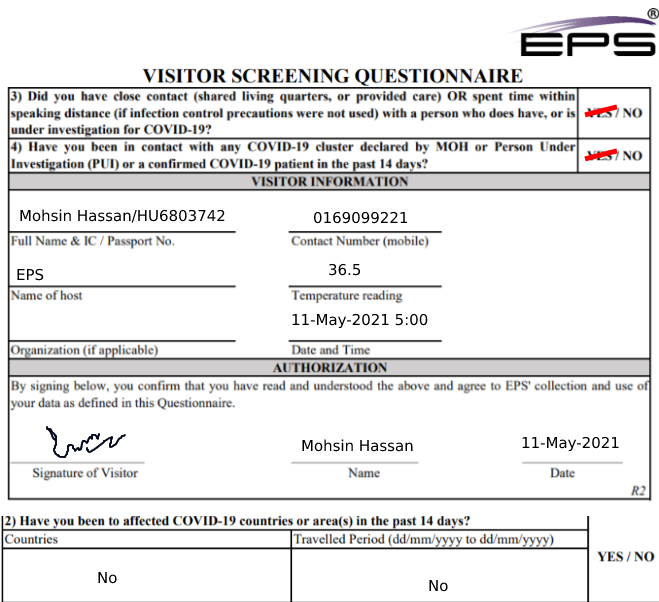 ®
EPS
VISITOR SCREENING QUESTIONNAIRE
3) Did you have close contact (shared living quarters, or provided care) OR spent time within
speaking distance (if infection control precautions were not used) with a person who does have, or is
under investigation for COVID-19?
YES / NO
4) Have you been in contact with any COVID-19 cluster declared by MOH or Person Under
Investigation (PUI) or a confirmed COVID-19 patient in the past 14 days?
YES / NO
VISITOR INFORMATION
Mohsin Hassan/HU6803742 0169099221
Full Name & IC / Passport No. Contact Number (mobile)
EPS 36.5
Name of host Temperature reading
11-May-2021 5:00
Organization (if applicable) Date and Time
AUTHORIZATION
By signing below, you confirm that you have read and understood the above and agree to EPS' collection and use of
your data as defined in this Questionnaire.
Mohsin Hassan 11-May-2021
Signature of Visitor Name Date
R2
2) Have you been to affected COVID-19 countries or area(s) in the past 14 days?
Countries Travelled Period (dd/mm/yyyy to dd/mm/yyyy)
YES / NO
No No